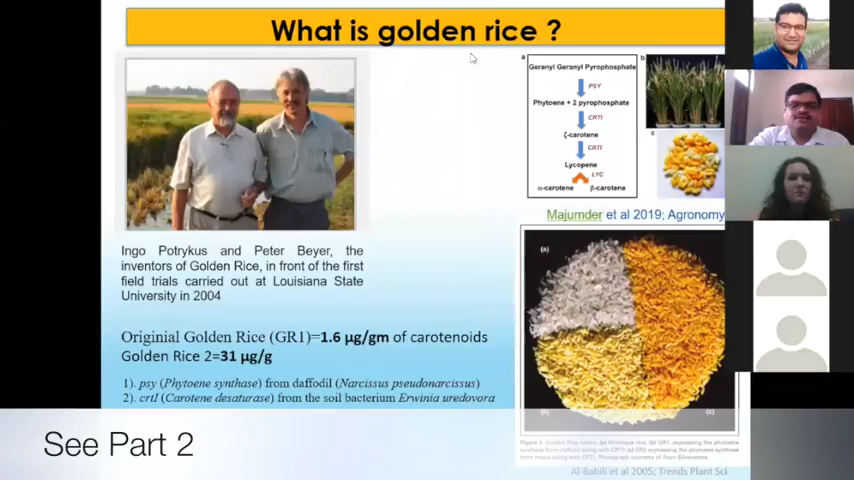 What is golden rice ?
Ingo Potrykus and Peter Beyer, the
inventors of Golden Rice, in front of the first
field trials carried out at Louisiana State
University in 2004
Originial Golden Rice (GR1)=1.6 µg/gm of carotenoids
Golden Rice 2=31 µg/g
1). psy (Phytoene synthase) from daffodil (Narcissus pseudonarcissus)
2). crtI (Carotene desaturase) from the soil bacterium Erwinia uredovora
a
Geranyl Geranyl Pyrophosphate
PSY
Phytoene + 2 pyrophosphate
CRTI
ζ-carotene
CRTI
Lycopene
LYC
α-carotene β-carotene
b
c
Majumder et al 2019; Agronomy
(a)
(b)
(c)
Al-Babili et al 2005; Trends Plant Sci
See Part 2